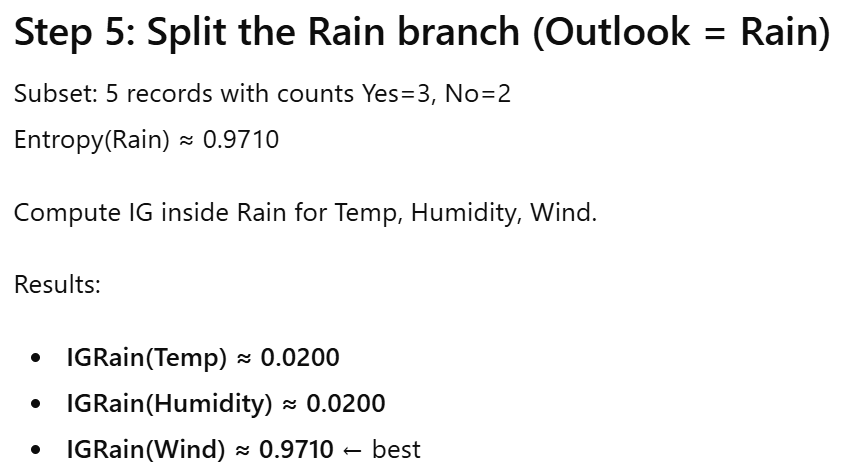 Step 5: Split the Rain branch (Outlook = Rain)
Subset: 5 records with counts Yes=3, No=2
Entropy(Rain) ≈ 0.9710
Compute IG inside Rain for Temp, Humidity, Wind.
Results:
• IGRain(Temp) ≈ 0.0200
• IGRain(Humidity) ≈ 0.0200
• IGRain(Wind) ≈ 0.9710 ← best